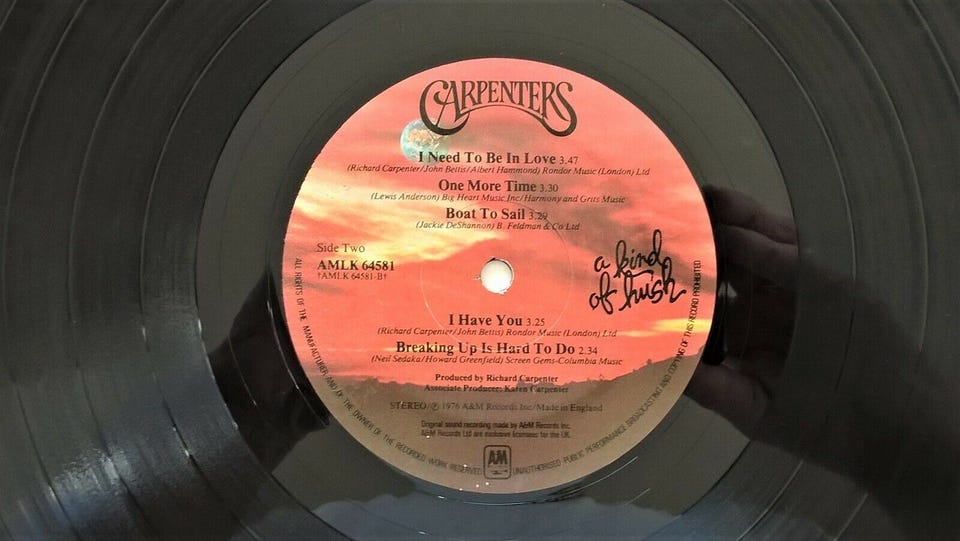 CARPENTERS
I Need To Be In Love 3.47
(Richard Carpenter/John Bettis/Albert Hammond) Rondor Music (London) Ltd
One More Time 3.30
(Lewis Anderson) Big Heart Music Inc/Harmony and Grits Music
Boat To Sail 3.29
(Jackie DeShannon) B. Feldman & Co Ltd
Side Two
AMLK 64581
†AMLK 64581-B†
a kind
of hush
I Have You 3.25
(Richard Carpenter/John Bettis) Rondor Music (London) Ltd
Breaking Up Is Hard To Do 2.34
(Neil Sedaka/Howard Greenfield) Screen Gems-Columbia Music
Produced by Richard Carpenter
Associate Producer: Karen Carpenter
STEREO/℗ 1976 A&M Records Inc/Made in England
Original sound recording made by A&M Records Inc.
A&M Records Ltd are exclusive licensees for the UK.
AM
ALL RIGHTS OF THE MANUFACTURER AND OF THE OWNER OF THE RECORDED WORK RESERVED
UNAUTHORISED PUBLIC PERFORMANCE BROADCASTING AND COPYING OF THIS RECORD PROHIBITED